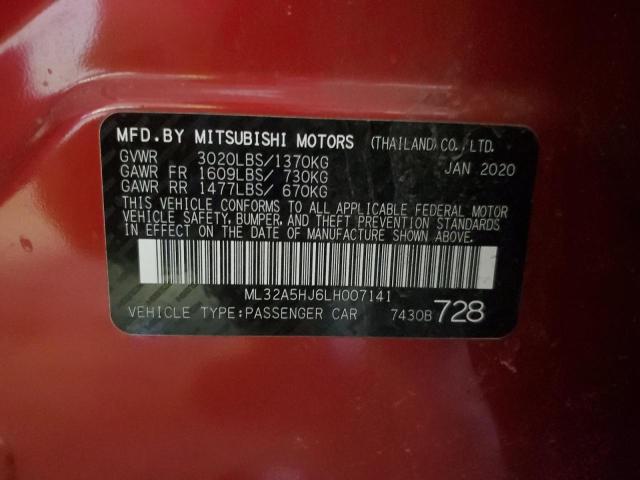 MFD.BY MITSUBISHI MOTORS (THAILAND) CO., LTD.
GVWR 3020LBS/1370KG JAN 2020
GAWR FR 1609LBS/ 730KG
GAWR RR 1477LBS/ 670KG
THIS VEHICLE CONFORMS TO ALL APPLICABLE FEDERAL MOTOR
VEHICLE SAFETY, BUMPER, AND THEFT PREVENTION STANDARDS
IN EFFECT ON THE DATE OF MANUFACTURE SHOWN ABOVE.
ML32A5HJ6LH007141
VEHICLE TYPE:PASSENGER CAR 7430B 728